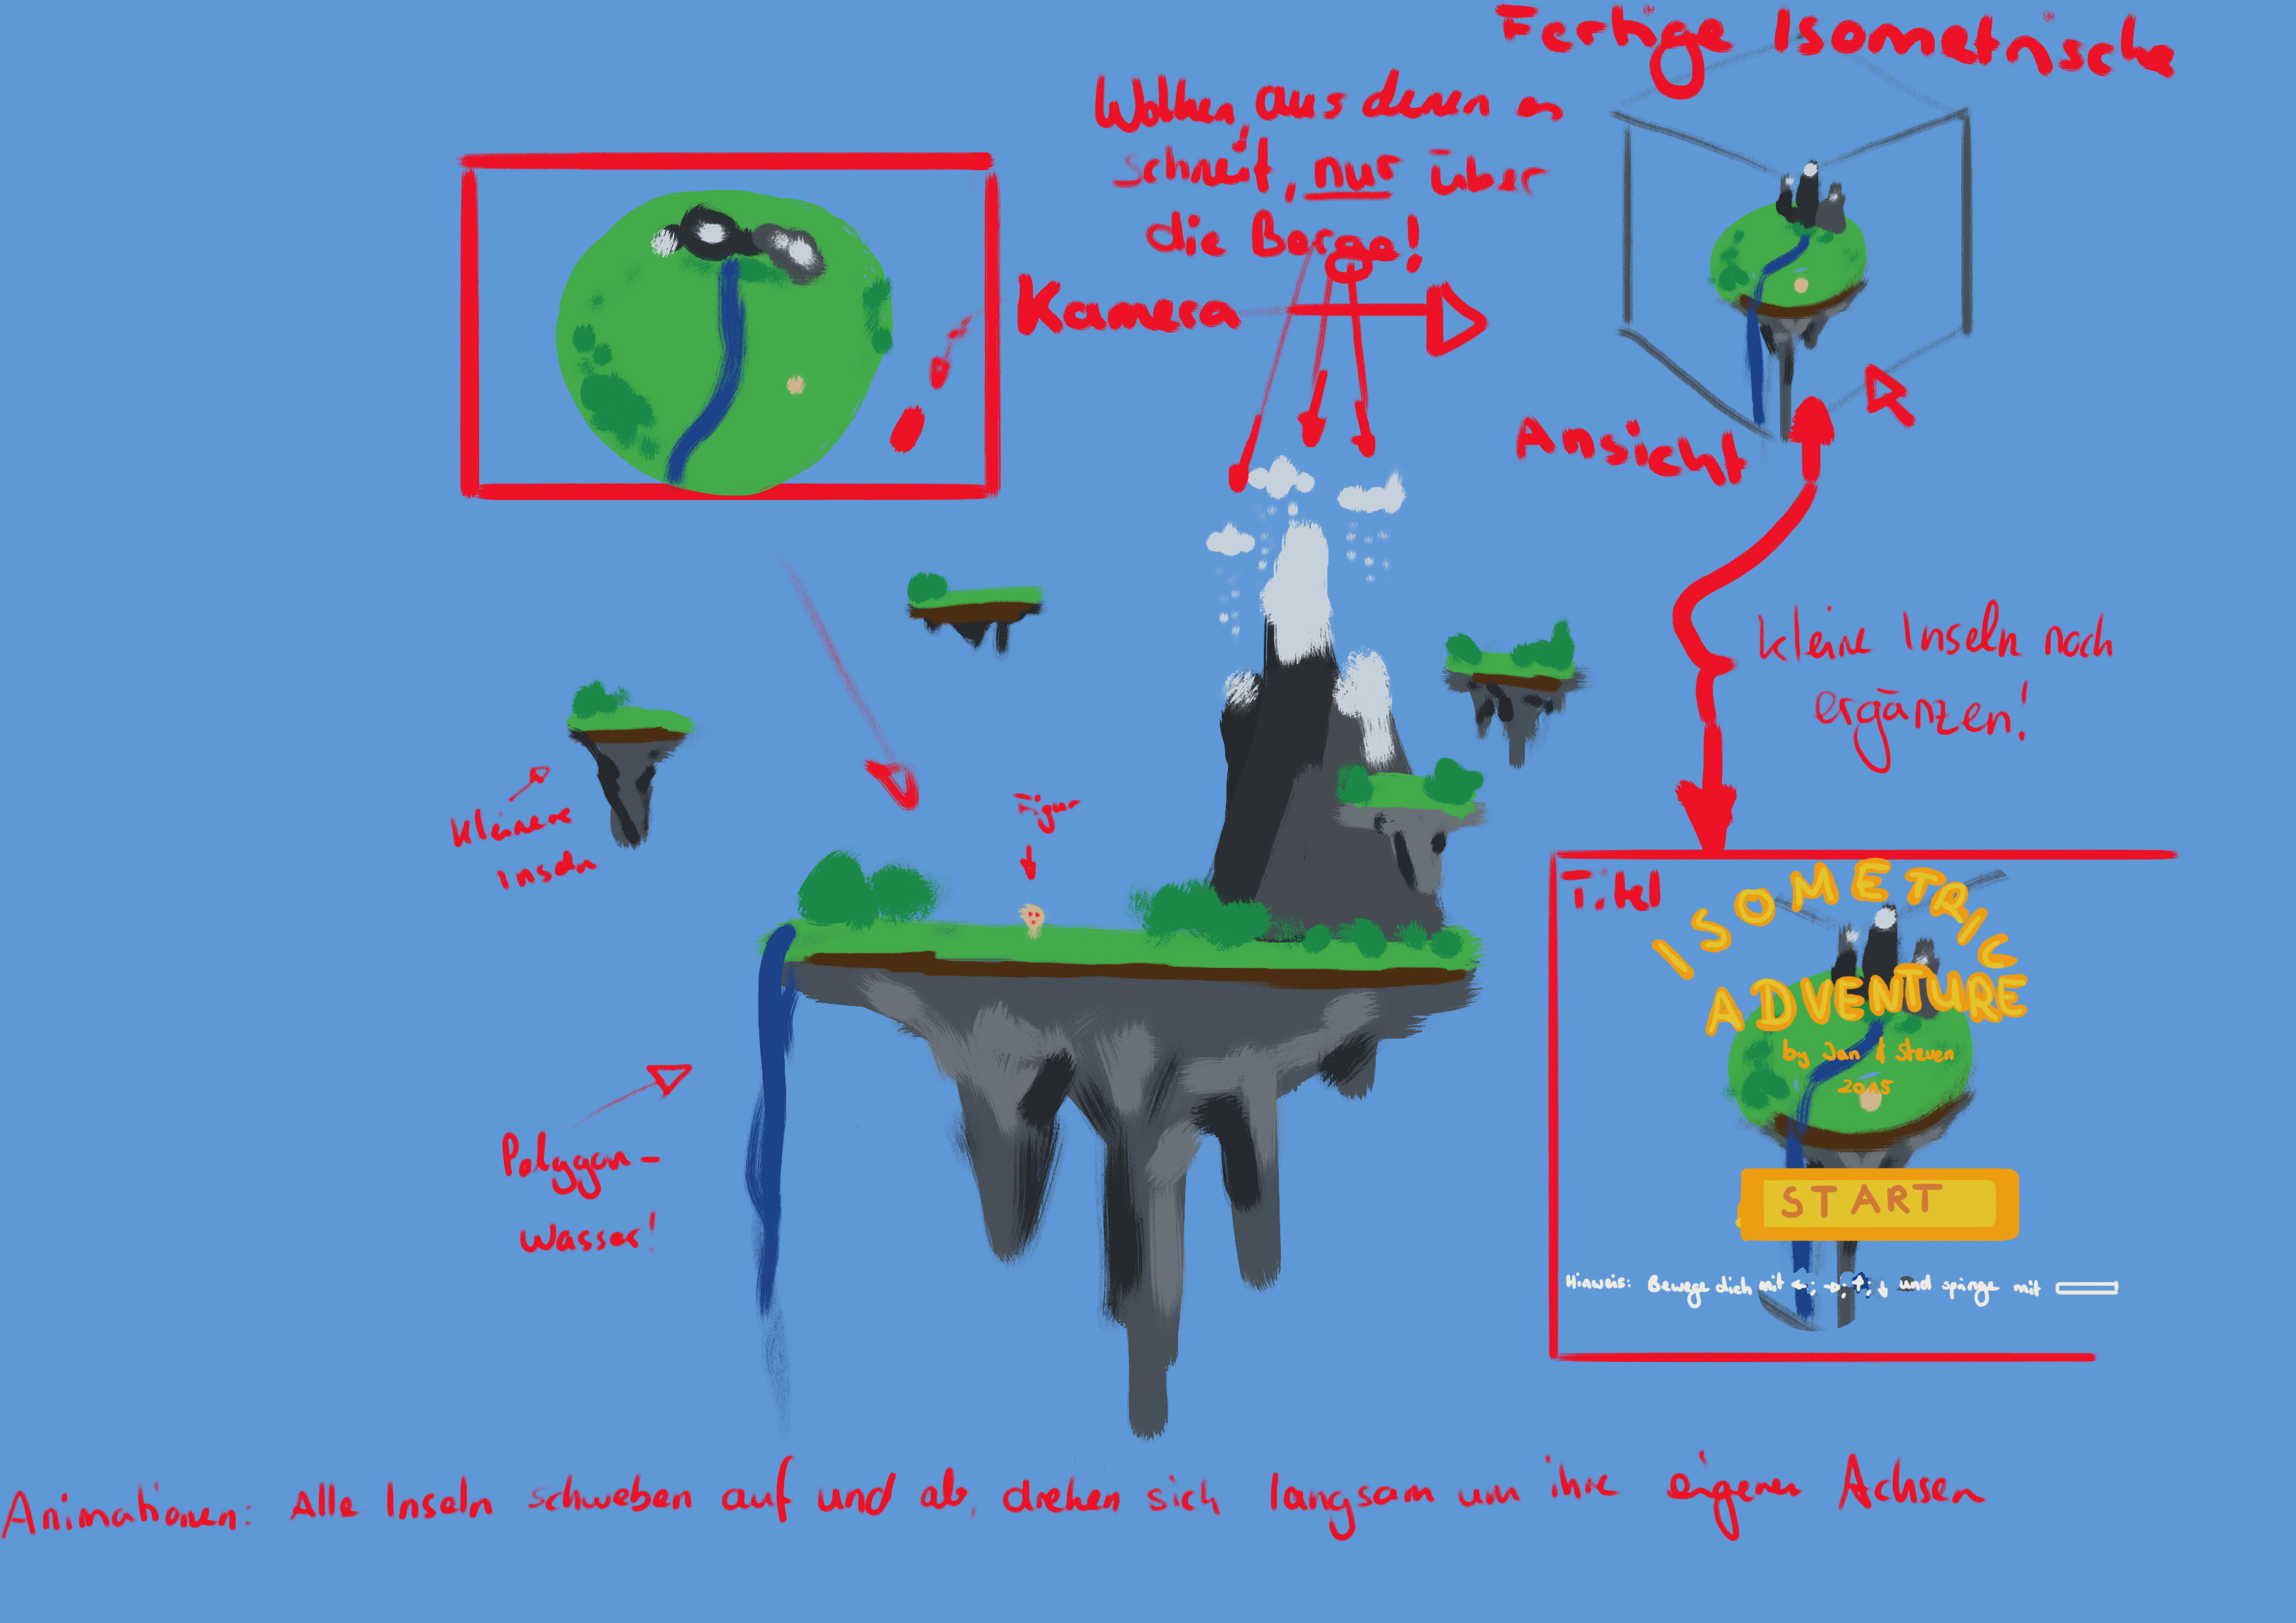 Fertige Isometrische
Ansicht
Wolken, aus denen es
schneit, nur über
die Berge!
Kamera
kleine Inseln noch
ergänzen!
Kleinere
Inseln
Figur
Titel
ISOMETRIC
ADVENTURE
by Jan & Steven
2015
START
Hinweis: Bewege dich mit ←; →; ↑; ↓ und spinge mit
Polygon-
wasser!
Animationen: Alle Inseln schweben auf und ab, drehen sich langsam um ihre eigenen Achsen